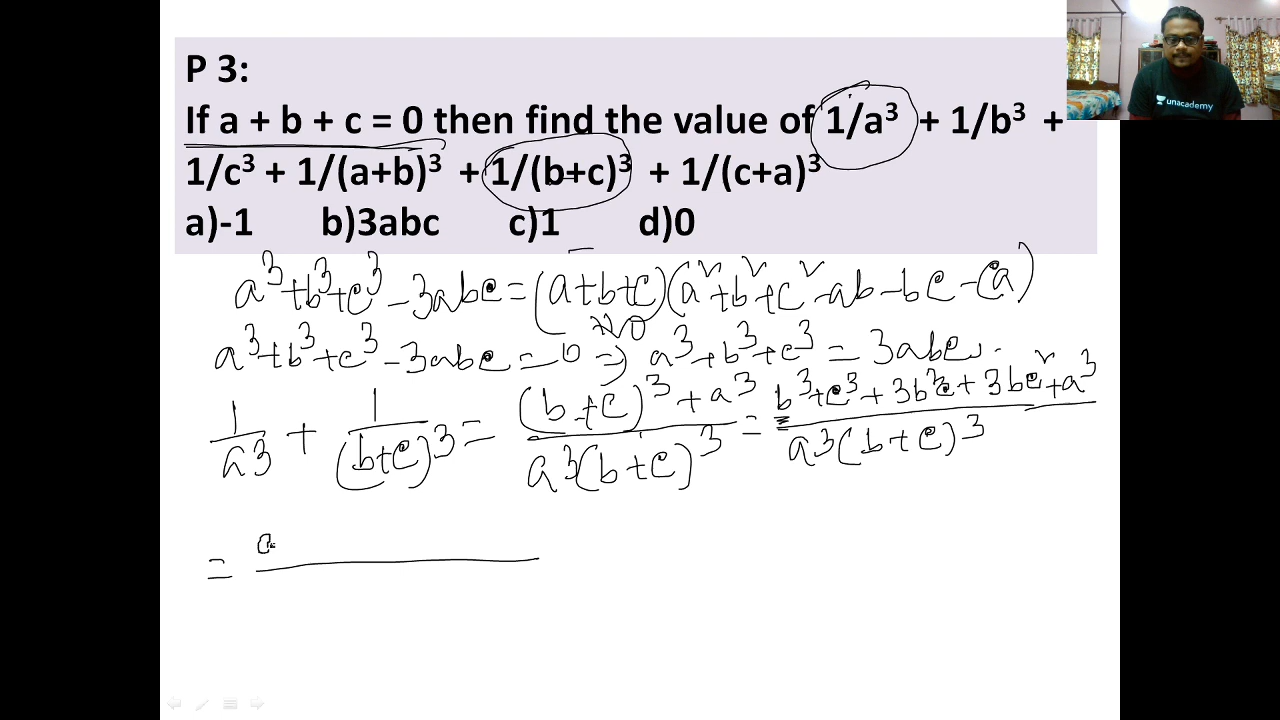 P 3:
If a + b + c = 0 then find the value of 1/a³ + 1/b³ +
1/c³ + 1/(a+b)³ + 1/(b+c)³ + 1/(c+a)³
a)-1 b)3abc c)1 d)0
unacademy
a³+b³+c³-3abc=(a+b+c)(a²+b²+c²-ab-bc-ca)
a³+b³+c³-3abc=0 ⇒ a³+b³+c³=3abc.
1/a³ + 1/(b+c)³ = ((b+c)³+a³)/(a³(b+c)³) = (b³+c³+3b²c+3bc²+a³)/(a³(b+c)³)
=